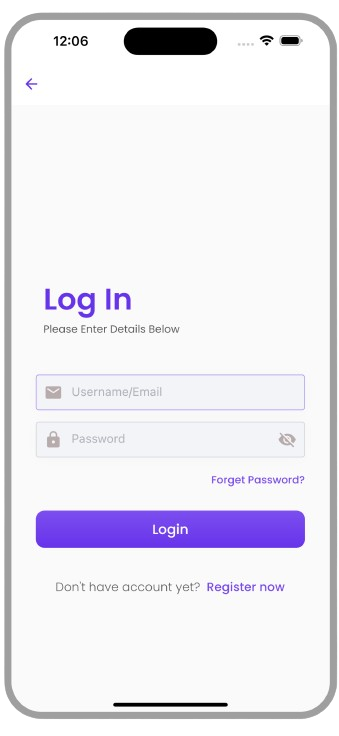 12:06
Log In
Please Enter Details Below
Username/Email
Password
Forget Password?
Login
Don't have account yet? Register now